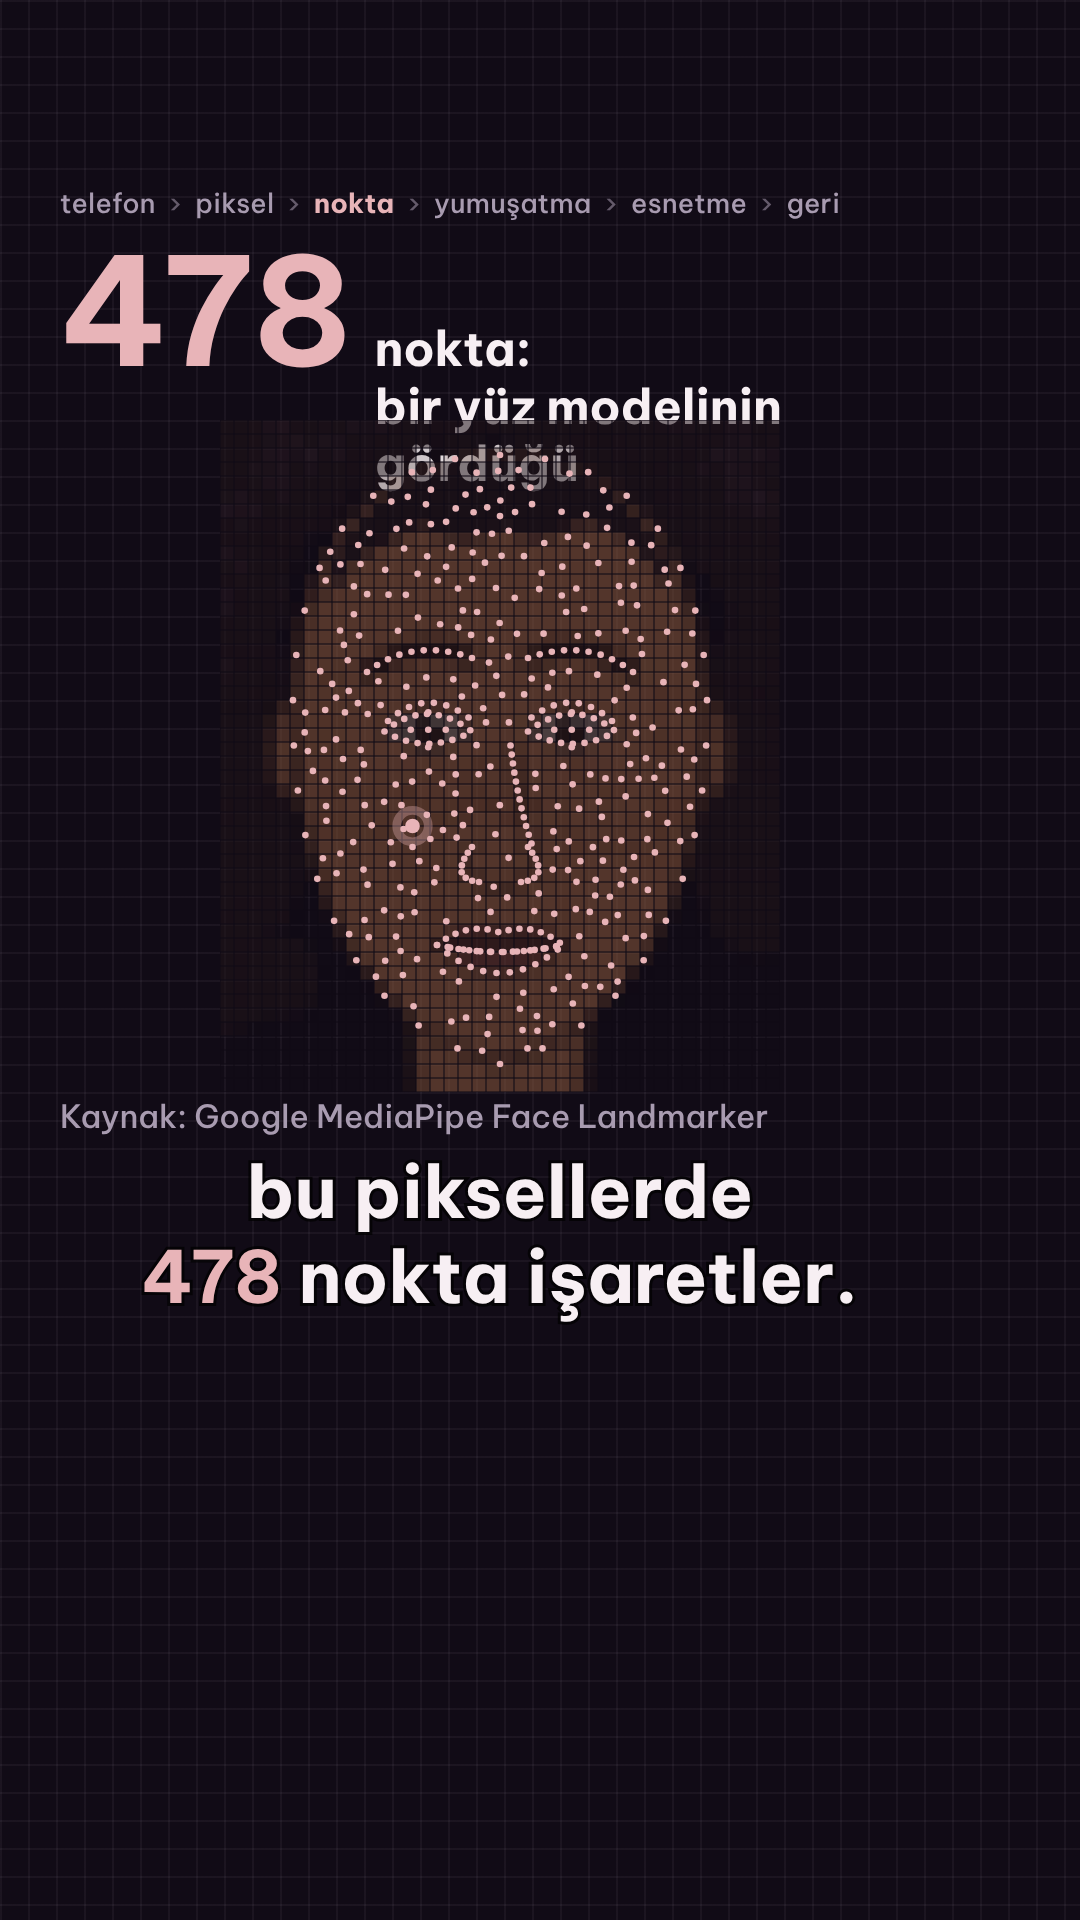 telefon > piksel > nokta > yumuşatma > esnetme > geri
478 nokta:
bir yüz modelinin
gördüğü
Kaynak: Google MediaPipe Face Landmarker
bu piksellerde
478 nokta işaretler.